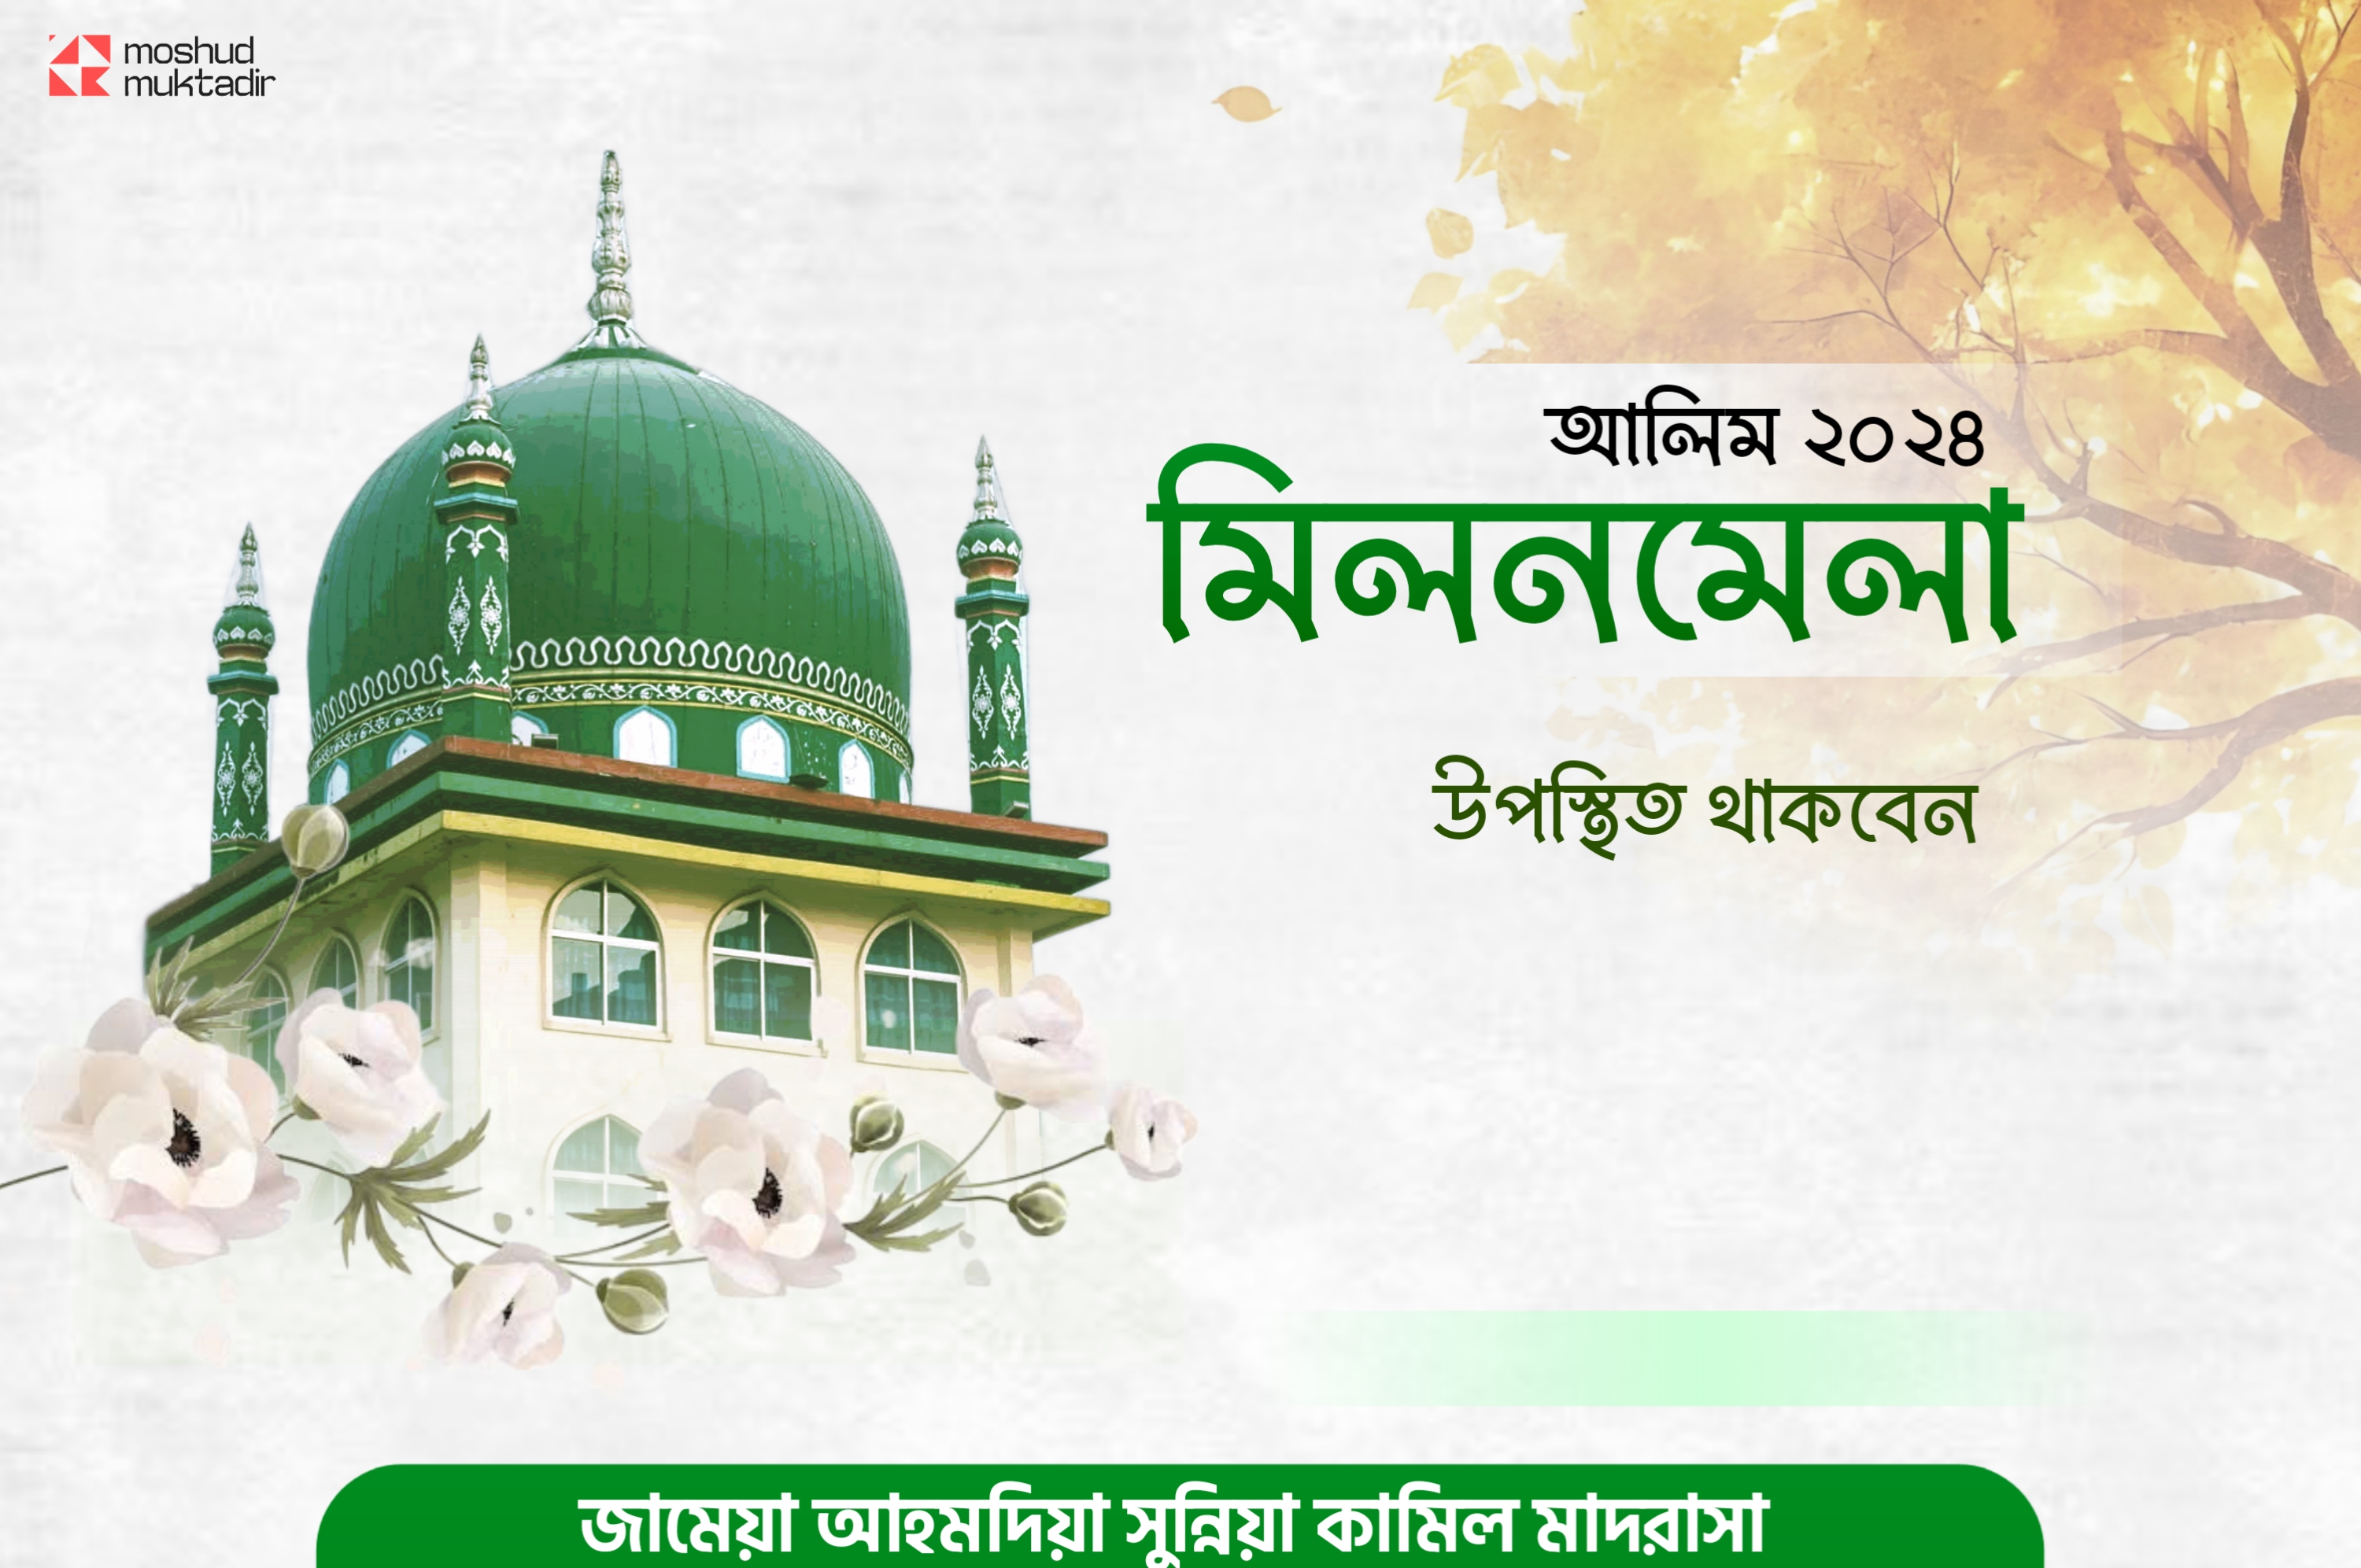 moshud
muktadir
আলিম ২০২৪
মিলনমেলা
উপস্থিত থাকবেন
জামেয়া আহমদিয়া সুন্নিয়া কামিল মাদরাসা